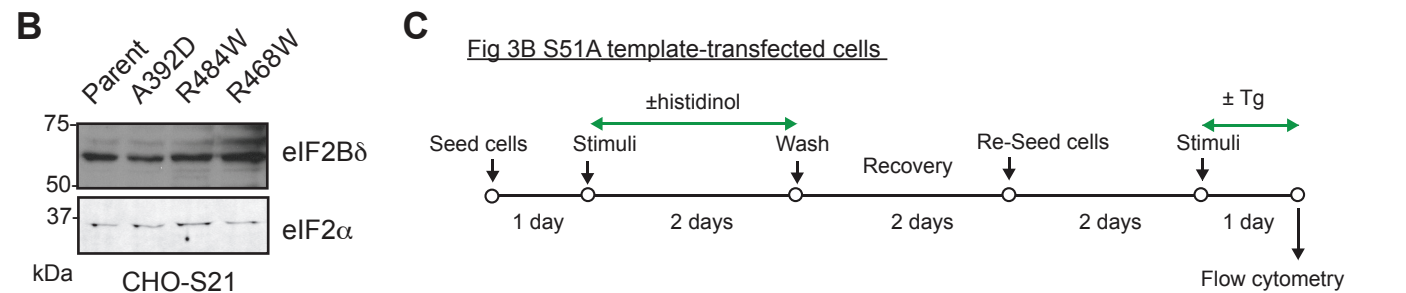 B
Parent
A392D
R484W
R468W
75-
50-
37-
eIF2Bδ
eIF2α
kDa
CHO-S21
C
Fig 3B S51A template-transfected cells
±histidinol
± Tg
Seed cells
Stimuli
Wash
Recovery
Re-Seed cells
Stimuli
1 day
2 days
2 days
2 days
1 day
Flow cytometry